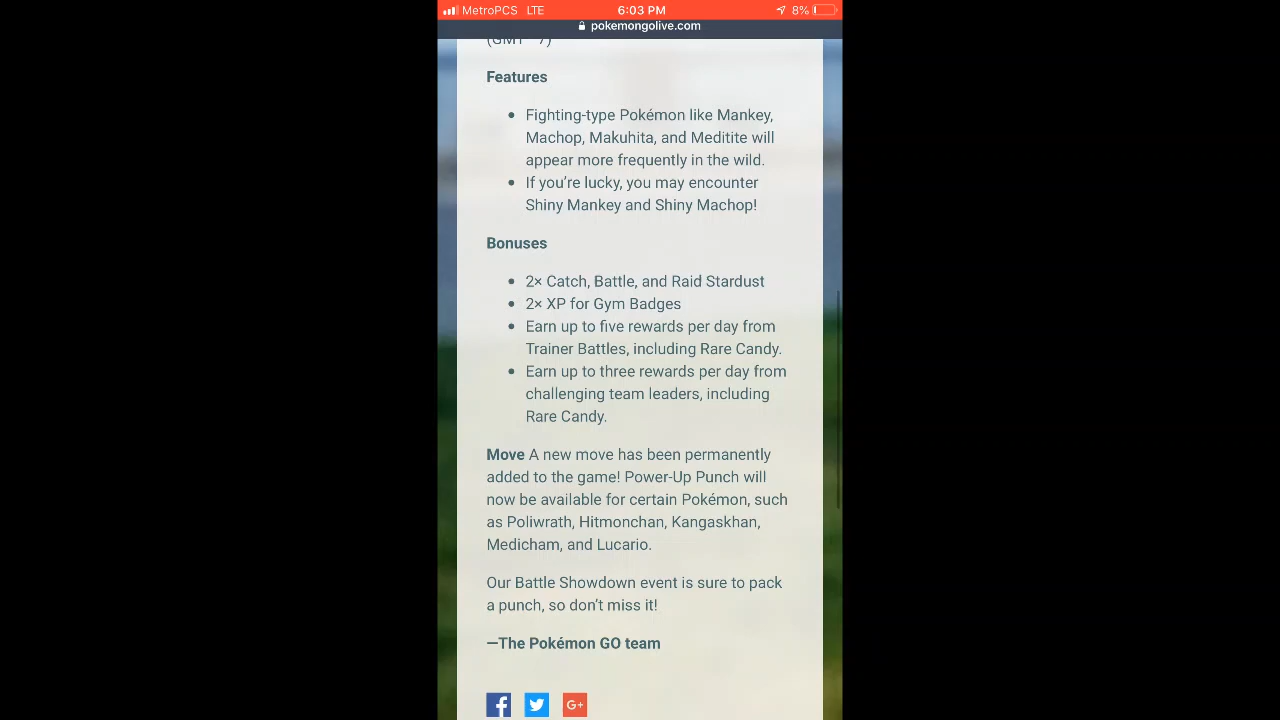 MetroPCS LTE 6:03 PM 8%
pokemongolive.com
Features
Fighting-type Pokémon like Mankey,
Machop, Makuhita, and Meditite will
appear more frequently in the wild.
If you’re lucky, you may encounter
Shiny Mankey and Shiny Machop!
Bonuses
2× Catch, Battle, and Raid Stardust
2× XP for Gym Badges
Earn up to five rewards per day from
Trainer Battles, including Rare Candy.
Earn up to three rewards per day from
challenging team leaders, including
Rare Candy.
Move A new move has been permanently
added to the game! Power-Up Punch will
now be available for certain Pokémon, such
as Poliwrath, Hitmonchan, Kangaskhan,
Medicham, and Lucario.
Our Battle Showdown event is sure to pack
a punch, so don’t miss it!
—The Pokémon GO team
G+